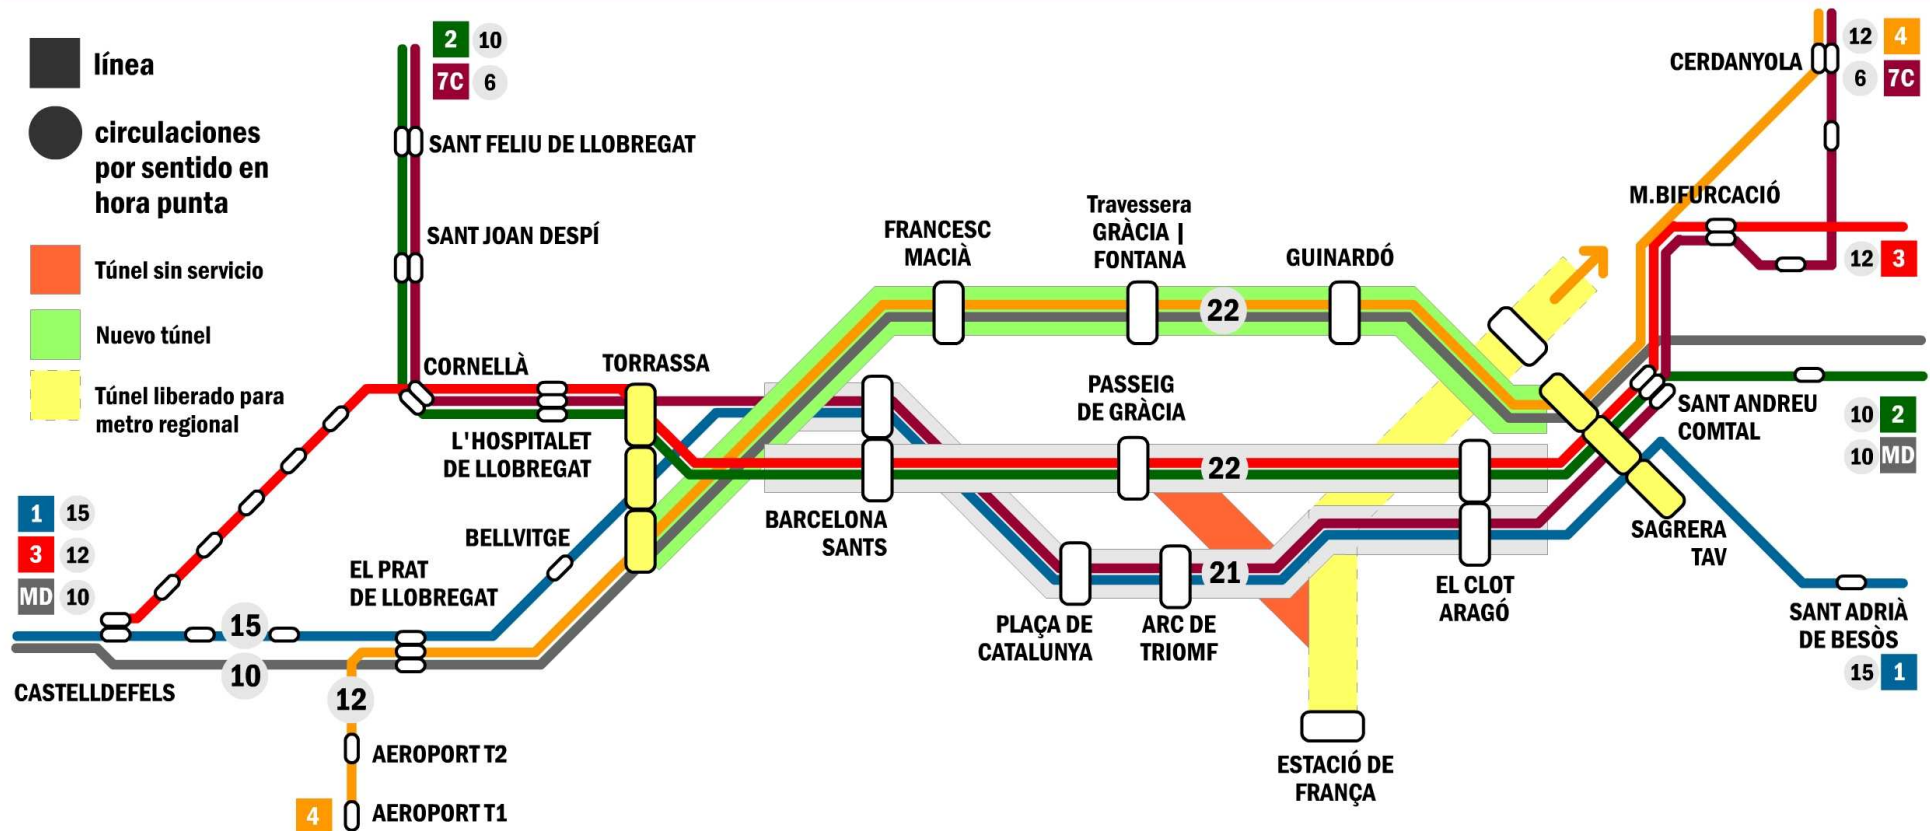 línea
circulaciones
por sentido en
hora punta
Túnel sin servicio
Nuevo túnel
Túnel liberado para
metro regional
2 10
7C 6
SANT FELIU DE LLOBREGAT
SANT JOAN DESPÍ
CORNELLÀ
TORRASSA
L'HOSPITALET
DE LLOBREGAT
BELLVITGE
EL PRAT
DE LLOBREGAT
1 15
3 12
MD 10
15
10
CASTELLDEFELS
12
AEROPORT T2
4 AEROPORT T1
FRANCESC
MACIÀ
Travessera
GRÀCIA |
FONTANA
22
GUINARDÓ
PASSEIG
DE GRÀCIA
22
BARCELONA
SANTS
21
PLAÇA DE
CATALUNYA
ARC DE
TRIOMF
EL CLOT
ARAGÓ
ESTACIÓ DE
FRANÇA
CERDANYOLA
12 4
6 7C
M.BIFURCACIÓ
12 3
SANT ANDREU
COMTAL
10 2
10 MD
SAGRERA
TAV
SANT ADRIÀ
DE BESÒS
15 1